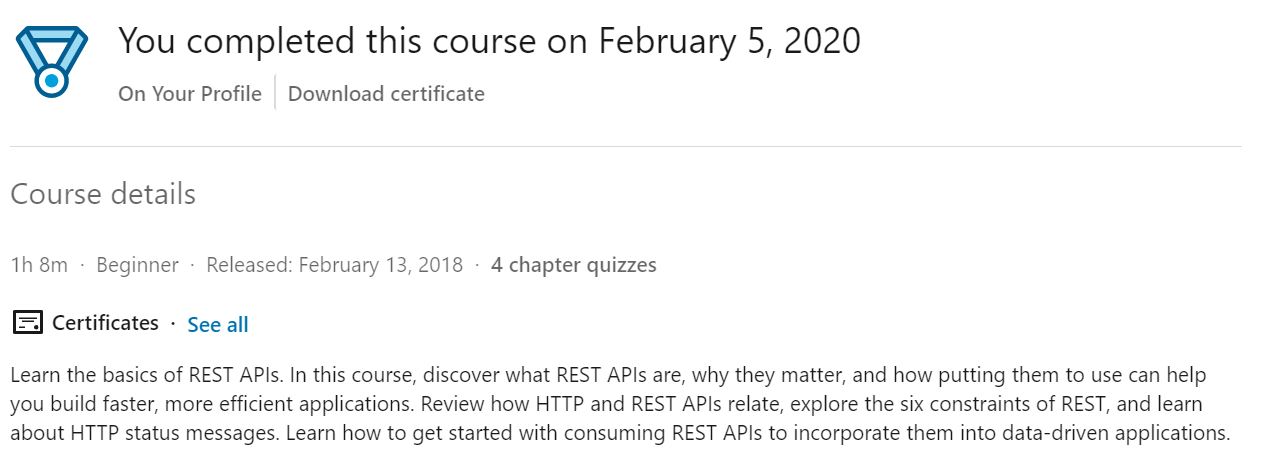 You completed this course on February 5, 2020
On Your Profile | Download certificate
Course details
1h 8m · Beginner · Released: February 13, 2018 · 4 chapter quizzes
Certificates · See all
Learn the basics of REST APIs. In this course, discover what REST APIs are, why they matter, and how putting them to use can help
you build faster, more efficient applications. Review how HTTP and REST APIs relate, explore the six constraints of REST, and learn
about HTTP status messages. Learn how to get started with consuming REST APIs to incorporate them into data-driven applications.